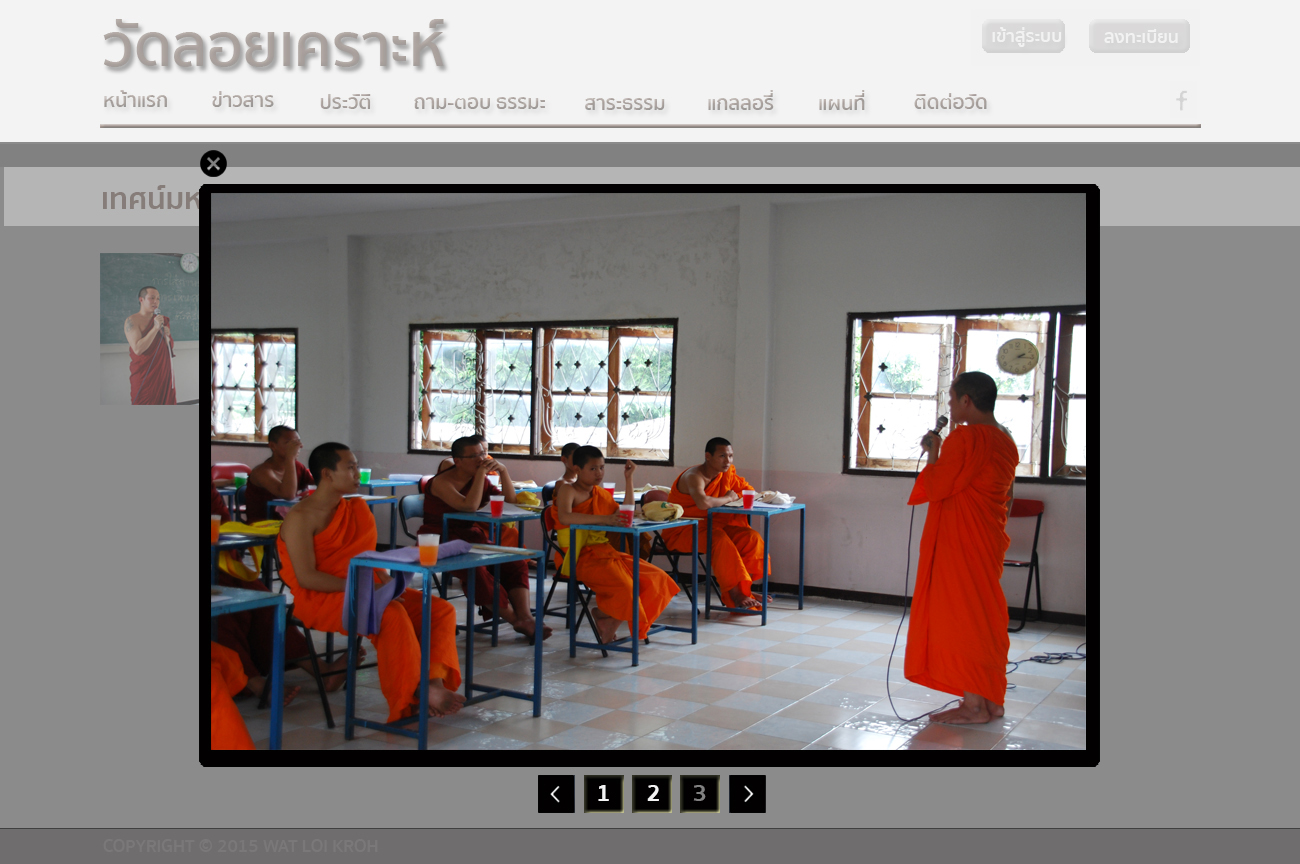 วัดลอยเคราะห์
เข้าสู่ระบบ ลงทะเบียน
หน้าแรก ข่าวสาร ประวัติ ถาม-ตอบ ธรรมะ สาระธรรม แกลลอรี่ แผนที่ ติดต่อวัด
f
เทศน์มห
1 2 3
COPYRIGHT © 2015 WAT LOI KROH